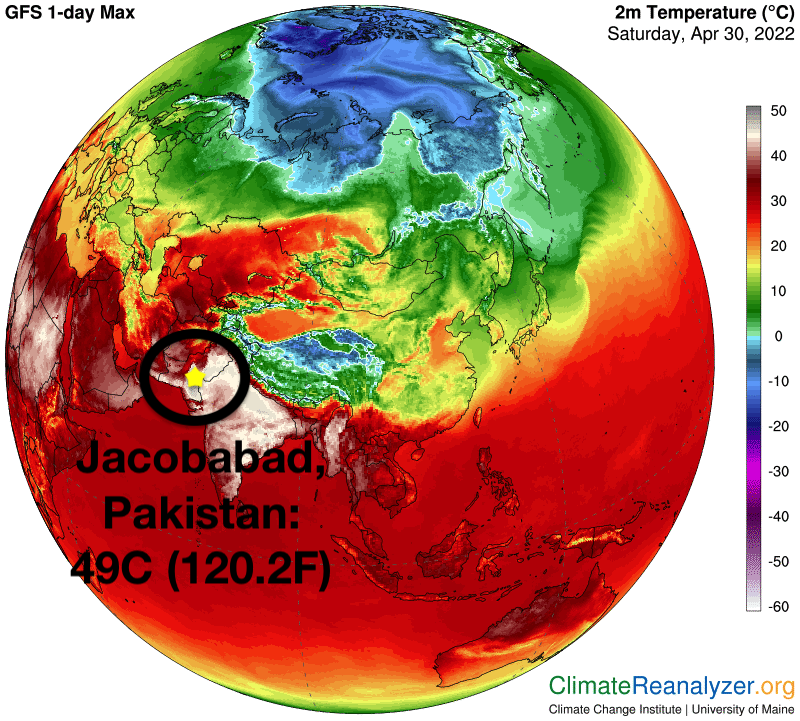 GFS 1-day Max
2m Temperature (°C)
Saturday, Apr 30, 2022
50
40
30
20
10
0
-10
-20
-30
-40
-50
-60
Jacobabad,
Pakistan:
49C (120.2F)
ClimateReanalyzer.org
Climate Change Institute | University of Maine